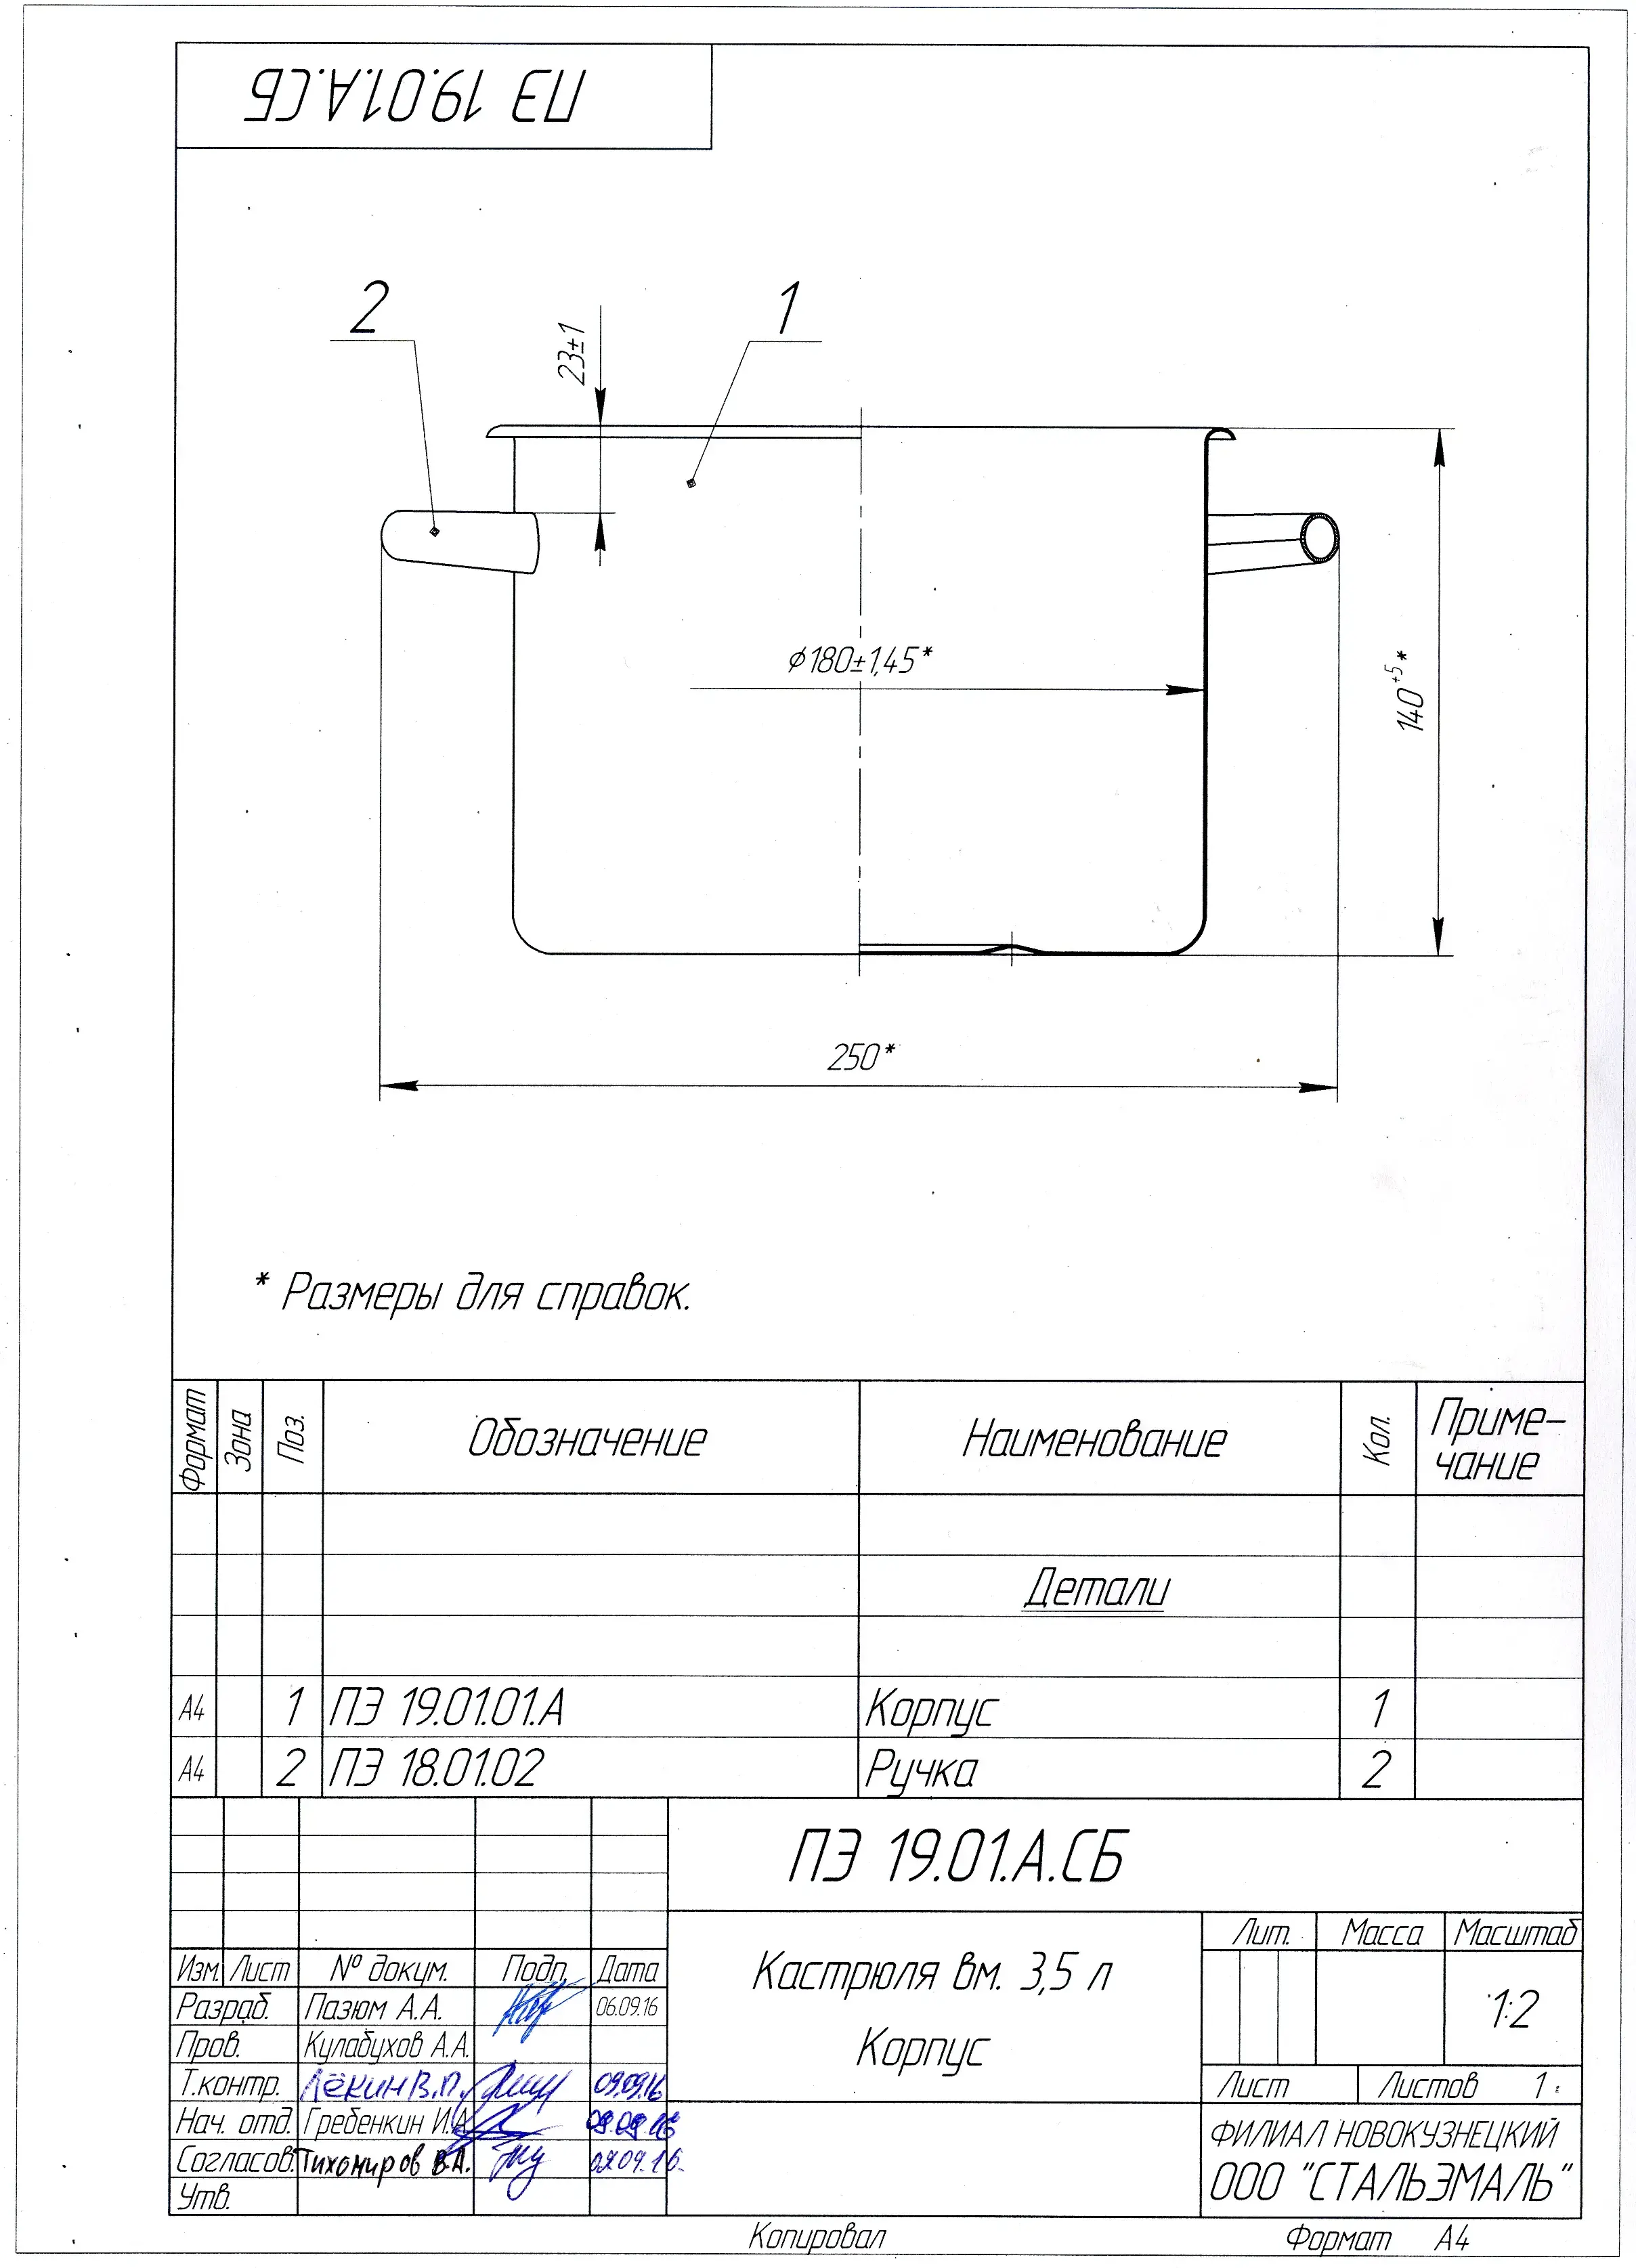 ПЭ 19.01.А.СБ
2
1
23±1
ϕ180±1,45*
140⁺⁵*
250*
* Размеры для справок.
Формат Зона Поз. Обозначение Наименование Кол. Приме-
чание
Детали
А4 1 ПЭ 19.01.01.А Корпус 1
А4 2 ПЭ 18.01.02 Ручка 2
ПЭ 19.01.А.СБ
Кастрюля вм. 3,5 л
Корпус
Лит. Масса Масштаб
1:2
Лист Листов 1
Изм. Лист № докум. Подп. Дата
Разраб. Пазюм А.А. 06.09.16
Пров. Кулабухов А.А.
Т.контр. Лёкин В.П. 09.09.16
Нач. отд. Гребенкин И.А. 09.09.16
Согласов. Тихомиров В.А. 09.09.16.
Утв.
ФИЛИАЛ НОВОКУЗНЕЦКИЙ
ООО "СТАЛЬЭМАЛЬ"
Копировал Формат А4